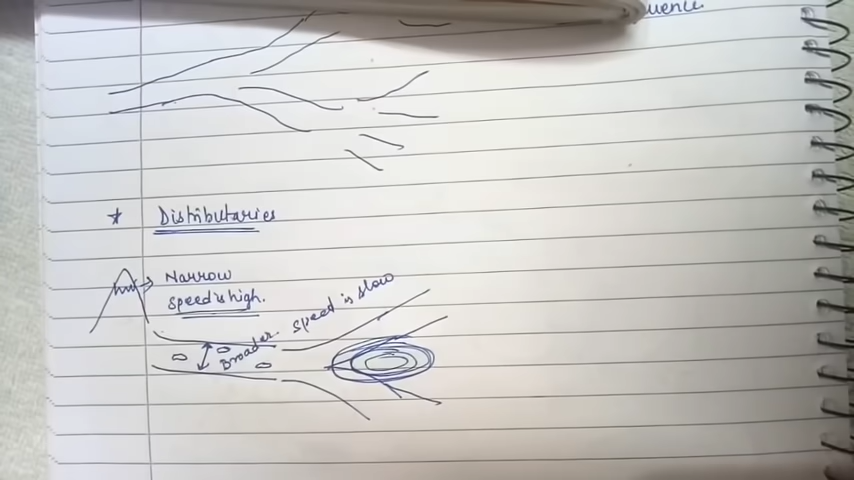 ★ Distributaries
Narrow
speed is high.
Broader. speed is slow